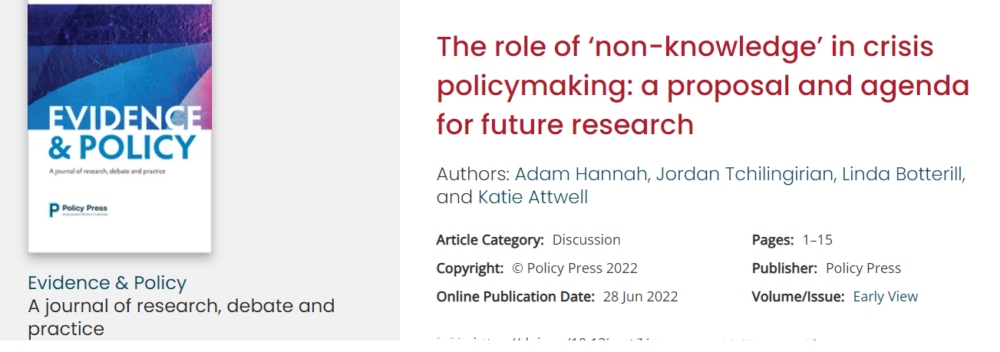 EVIDENCE
& POLICY
A journal of research, debate and practice
Policy Press
Evidence & Policy
A journal of research, debate and
practice
The role of ‘non-knowledge’ in crisis
policymaking: a proposal and agenda
for future research
Authors: Adam Hannah, Jordan Tchilingirian, Linda Botterill,
and Katie Attwell
Article Category: Discussion
Pages: 1–15
Copyright: © Policy Press 2022
Publisher: Policy Press
Online Publication Date: 28 Jun 2022
Volume/Issue: Early View